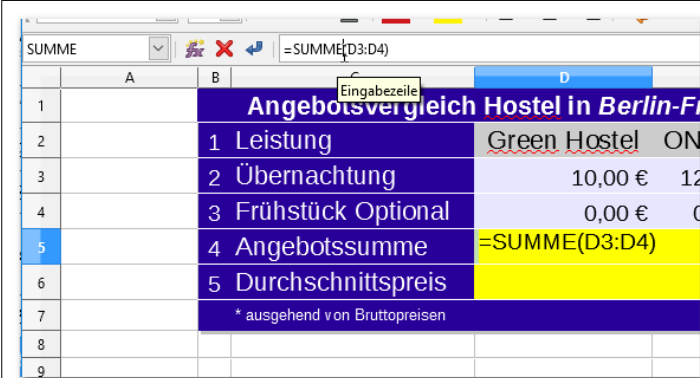 SUMME =SUMME(D3:D4)
Eingabezeile
A B C D
1 Angebotsvergleich Hostel in Berlin-F
2 1 Leistung Green Hostel ON
3 2 Übernachtung 10,00 € 12
4 3 Frühstück Optional 0,00 € 0
5 4 Angebotssumme =SUMME(D3:D4)
6 5 Durchschnittspreis
7 * ausgehend von Bruttopreisen
8
9